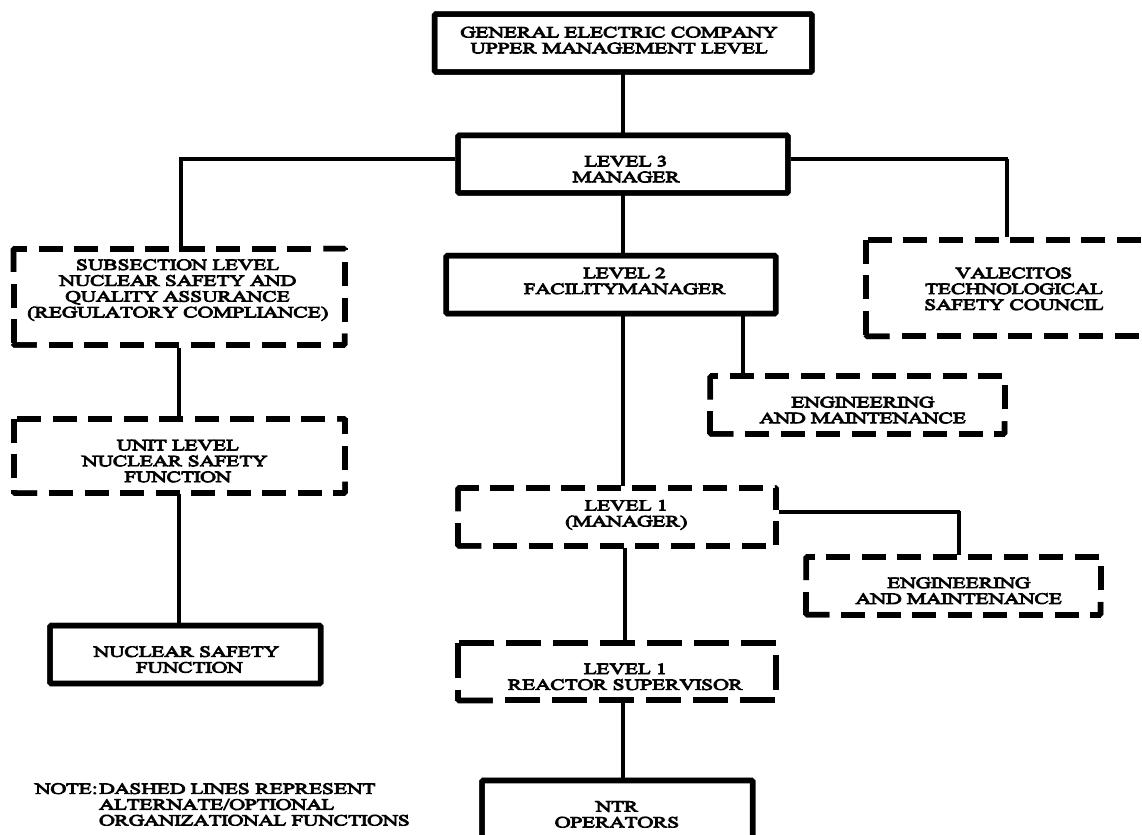 GENERAL ELECTRIC COMPANY
UPPER MANAGEMENT LEVEL
LEVEL 3
MANAGER
SUBSECTION LEVEL
NUCLEAR SAFETY AND
QUALITY ASSURANCE
(REGULATORY COMPLIANCE)
LEVEL 2
FACILITYMANAGER
VALECITOS
TECHNOLOGICAL
SAFETY COUNCIL
ENGINEERING
AND MAINTENANCE
UNIT LEVEL
NUCLEAR SAFETY
FUNCTION
LEVEL 1
(MANAGER)
ENGINEERING
AND MAINTENANCE
NUCLEAR SAFETY
FUNCTION
LEVEL 1
REACTOR SUPERVISOR
NOTE:DASHED LINES REPRESENT
ALTERNATE/OPTIONAL
ORGANIZATIONAL FUNCTIONS
NTR
OPERATORS